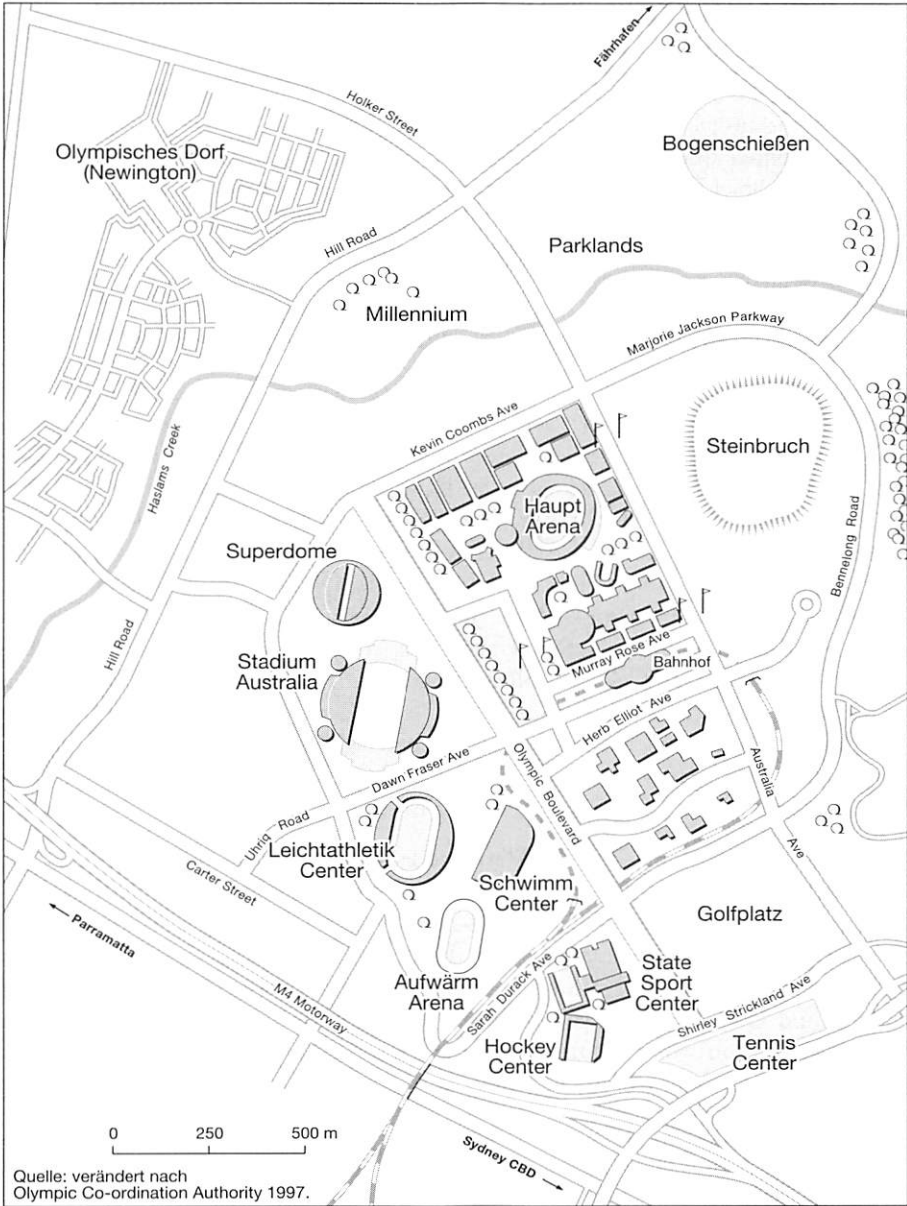 Fährhafen
Holker Street
Olympisches Dorf
(Newington)
Bogenschießen
Hill Road
Parklands
Millennium
Marjorie Jackson Parkway
Kevin Coombs Ave
Steinbruch
Haslams Creek
Haupt
Arena
Superdome
Bennelong Road
Hill Road
Stadium
Australia
Murray Rose Ave
Bahnhof
Herb Elliot Ave
Olympic Boulevard
Australia Ave
Dawn Fraser Ave
Uhrig Road
Leichtathletik
Center
Carter Street
Schwimm
Center
Golfplatz
Parramatta
State
Sport
Center
Aufwärm
Arena
Sarah Durack Ave
M4 Motorway
Shirley Strickland Ave
Hockey
Center
Tennis
Center
0 250 500 m
Sydney CBD
Quelle: verändert nach
Olympic Co-ordination Authority 1997.